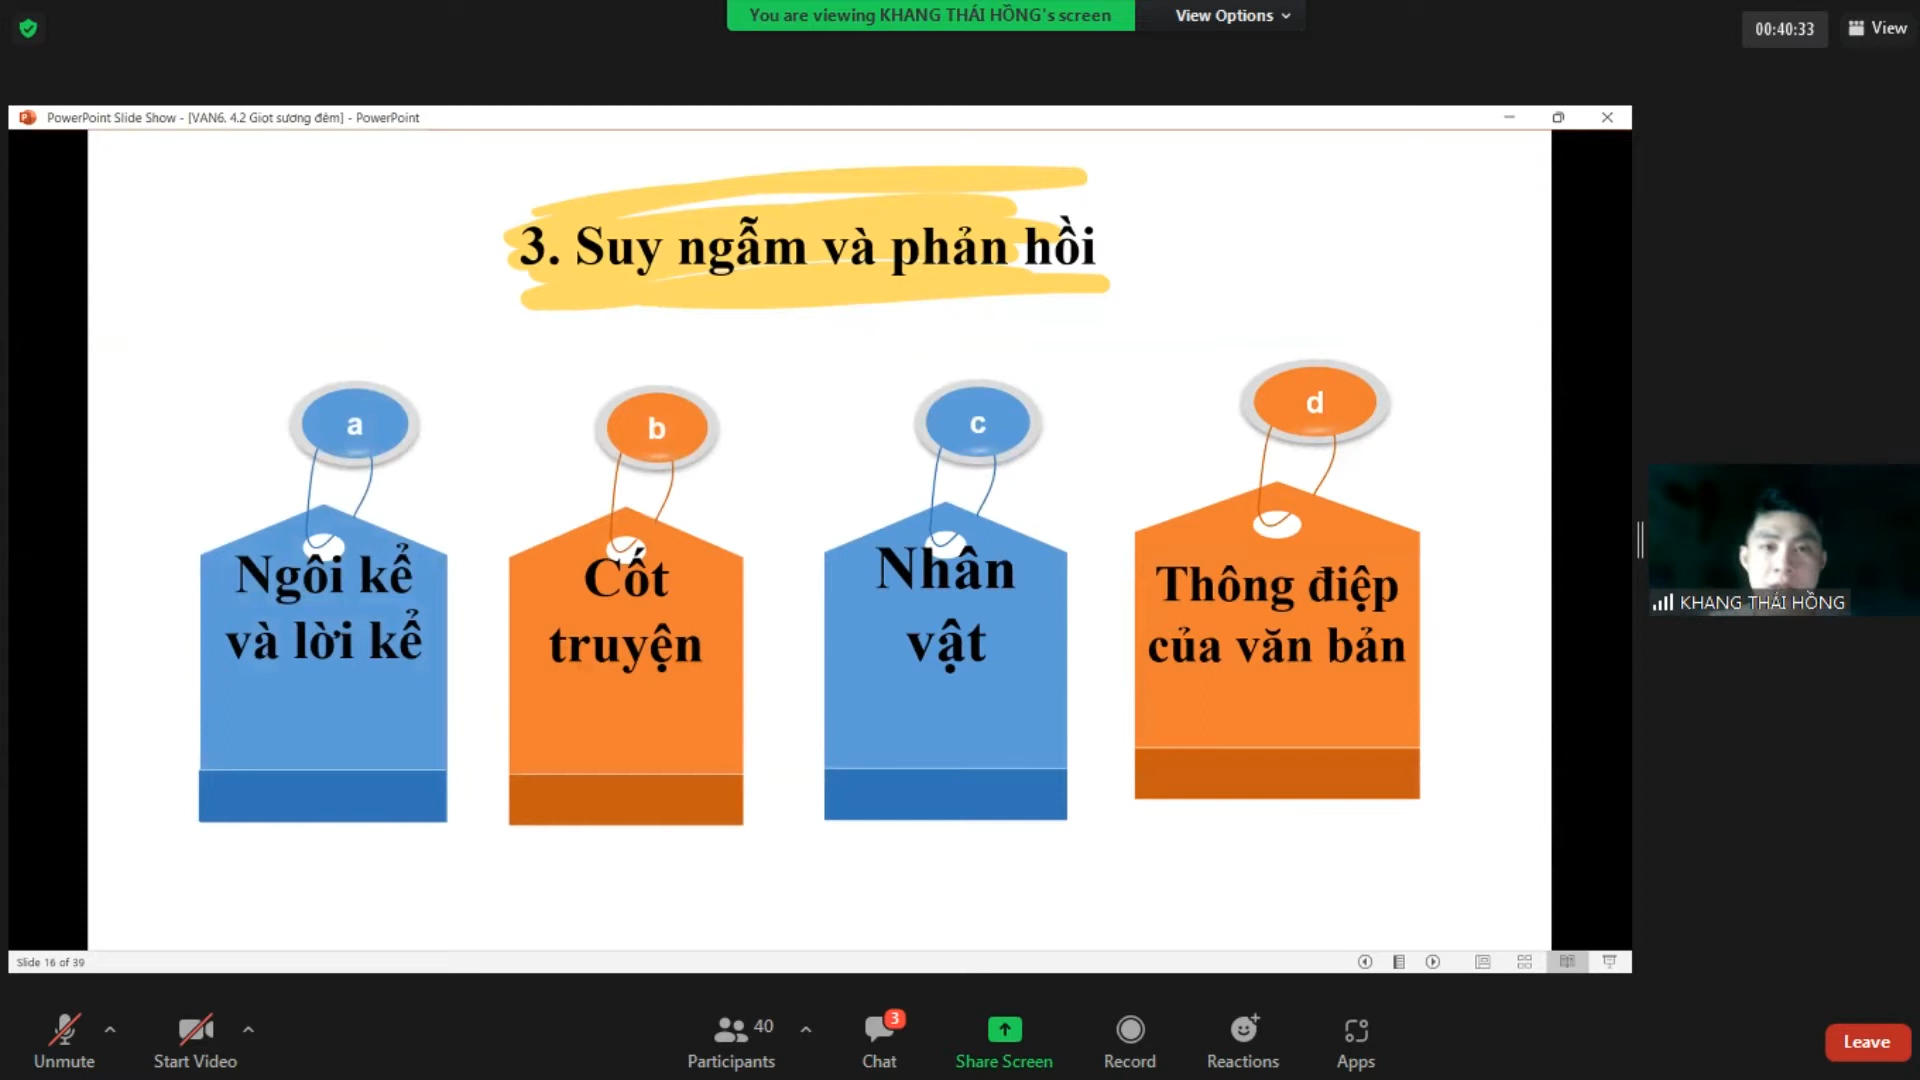 You are viewing KHANG THÁI HỒNG's screen
View Options
00:40:33
View
PowerPoint Slide Show - [VAN6. 4.2 Giọt sương đêm] - PowerPoint
3. Suy ngẫm và phản hồi
a
b
c
d
Ngôi kể
và lời kể
Cốt
truyện
Nhân
vật
Thông điệp
của văn bản
KHANG THÁI HỒNG
Slide 16 of 39
Unmute
Start Video
40
Participants
3
Chat
Share Screen
Record
Reactions
Apps
Leave